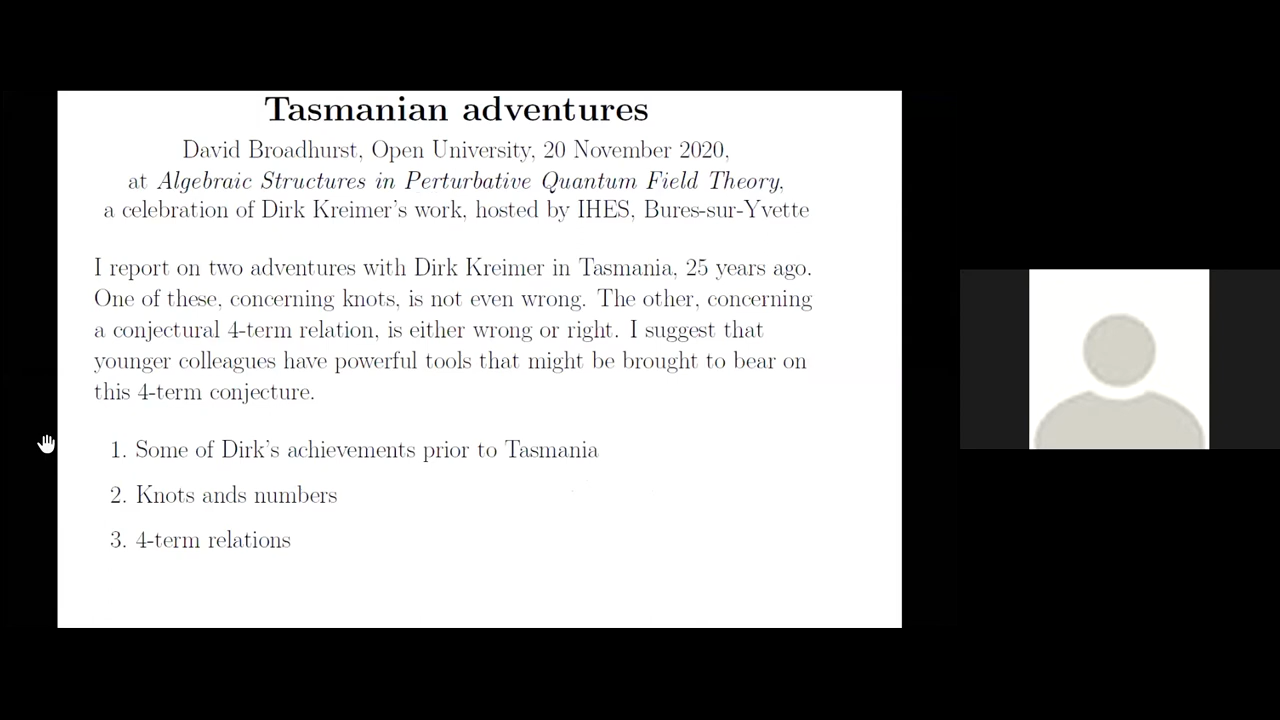 Tasmanian adventures
David Broadhurst, Open University, 20 November 2020,
at Algebraic Structures in Perturbative Quantum Field Theory,
a celebration of Dirk Kreimer's work, hosted by IHES, Bures-sur-Yvette
I report on two adventures with Dirk Kreimer in Tasmania, 25 years ago.
One of these, concerning knots, is not even wrong. The other, concerning
a conjectural 4-term relation, is either wrong or right. I suggest that
younger colleagues have powerful tools that might be brought to bear on
this 4-term conjecture.
1. Some of Dirk's achievements prior to Tasmania
2. Knots ands numbers
3. 4-term relations